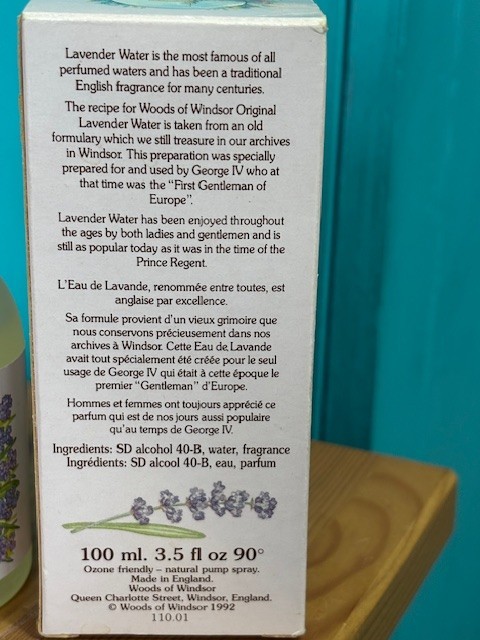 Lavender Water is the most famous of all
perfumed waters and has been a traditional
English fragrance for many centuries.
The recipe for Woods of Windsor Original
Lavender Water is taken from an old
formulary which we still treasure in our archives
in Windsor. This preparation was specially
prepared for and used by George IV who at
that time was the “First Gentleman of
Europe”.
Lavender Water has been enjoyed throughout
the ages by both ladies and gentlemen and is
still as popular today as it was in the time of the
Prince Regent.
L'Eau de Lavande, renommée entre toutes, est
anglaise par excellence.
Sa formule provient d'un vieux grimoire que
nous conservons précieusement dans nos
archives à Windsor. Cette Eau de Lavande
avait tout spécialement été créée pour le seul
usage de George IV qui était à cette époque le
premier “Gentleman” d'Europe.
Hommes et femmes ont toujours apprécié ce
parfum qui est de nos jours aussi populaire
qu'au temps de George IV.
Ingredients: SD alcohol 40-B, water, fragrance
Ingrédients: SD alcool 40-B, eau, parfum
100 ml. 3.5 fl oz 90°
Ozone friendly – natural pump spray.
Made in England.
Woods of Windsor
Queen Charlotte Street, Windsor, England.
© Woods of Windsor 1992
110.01